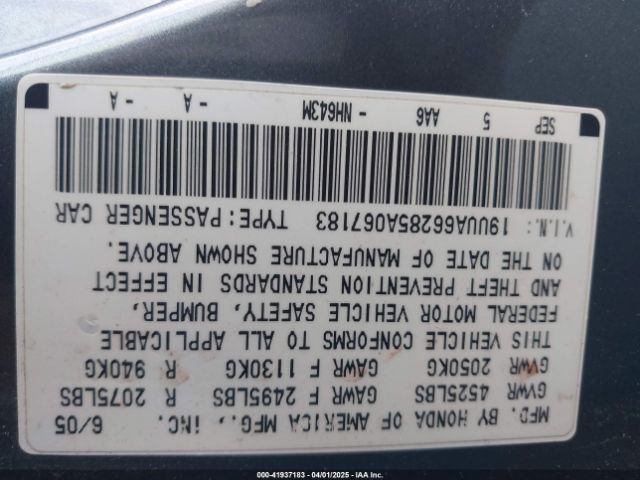 MFD. BY HONDA OF AMERICA MFG., INC. 6/05
GVWR 4525LBS GAWR F 2495LBS R 2075LBS
GVWR 2050KG GAWR F 1130KG R 940KG
THIS VEHICLE CONFORMS TO ALL APPLICABLE
FEDERAL MOTOR VEHICLE SAFETY, BUMPER,
AND THEFT PREVENTION STANDARDS IN EFFECT
ON THE DATE OF MANUFACTURE SHOWN ABOVE.
V.I.N.: 19UUA66285A067183 TYPE:PASSENGER CAR
SEP 5 AA6 - NH643M - A - A
000-41937183 - 04/01/2025 - IAAI.COM